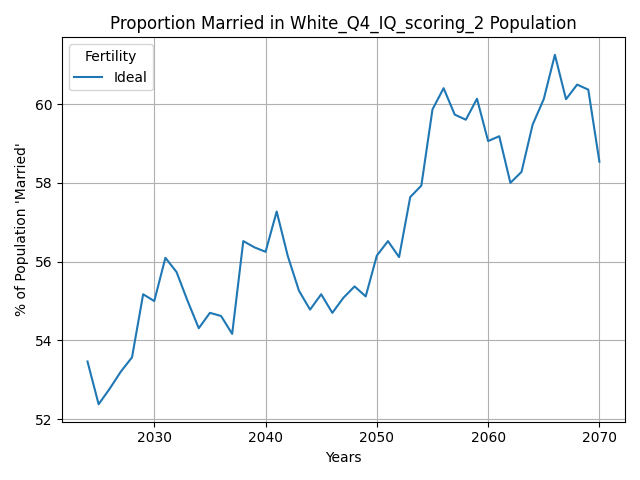 Proportion Married in White_Q4_IQ_scoring_2 Population
Fertility
Ideal
% of Population 'Married'
60
58
56
54
52
2030
2040
2050
2060
2070
Years